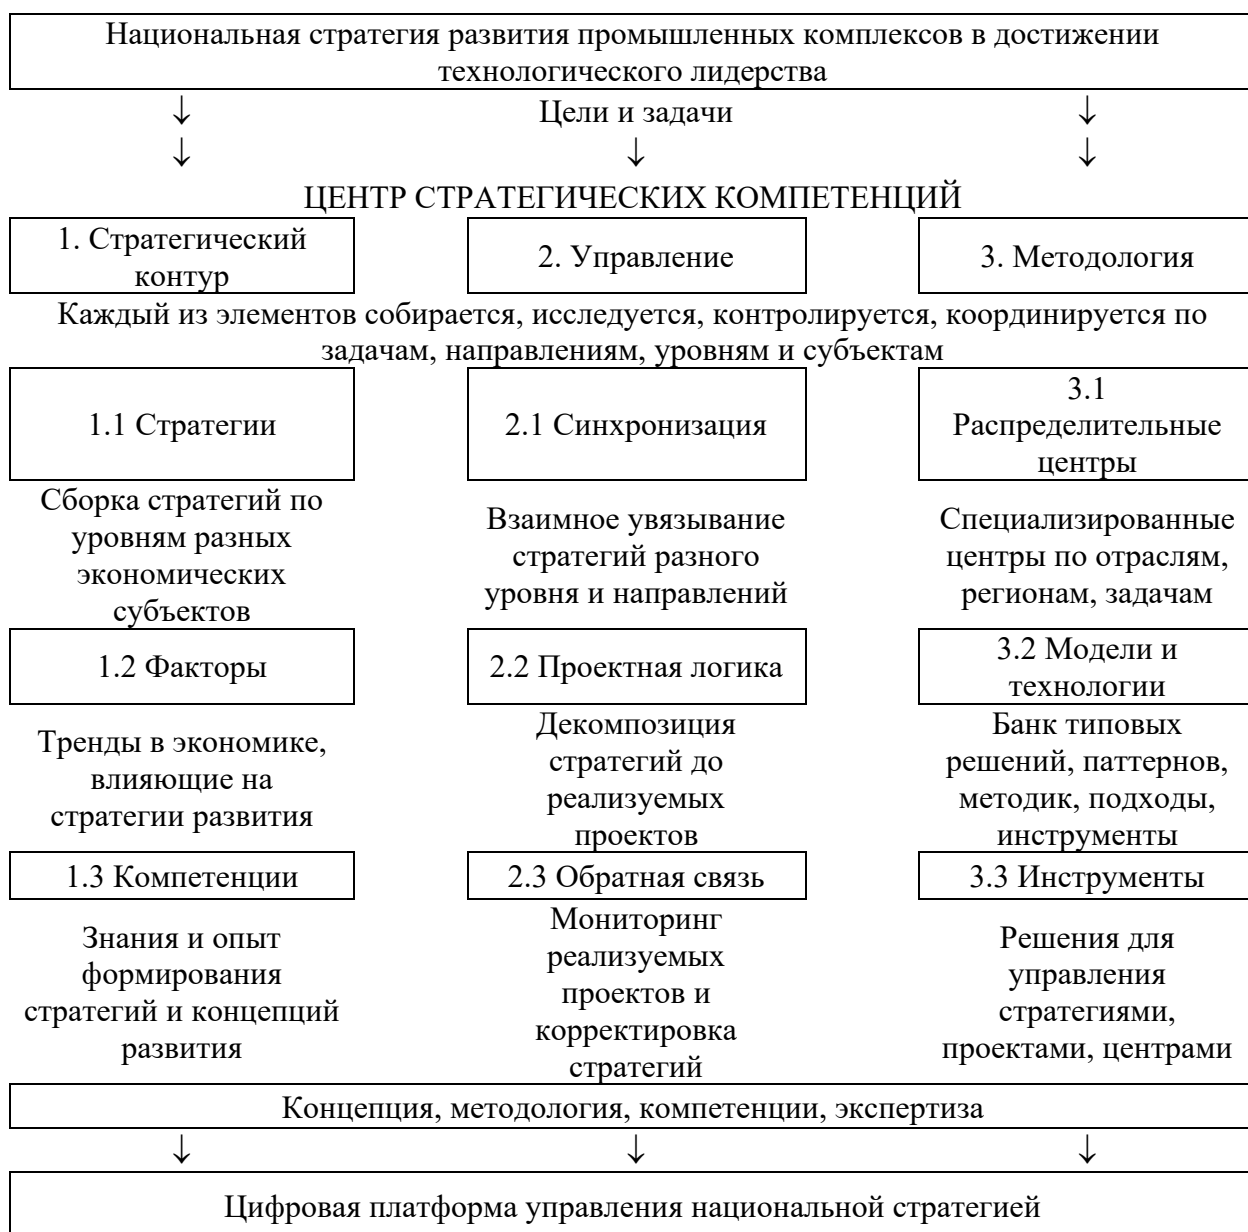 Национальная стратегия развития промышленных комплексов в достижении
технологического лидерства
↓ Цели и задачи ↓
↓ ↓ ↓
ЦЕНТР СТРАТЕГИЧЕСКИХ КОМПЕТЕНЦИЙ
1. Стратегический
контур
2. Управление
3. Методология
Каждый из элементов собирается, исследуется, контролируется, координируется по
задачам, направлениям, уровням и субъектам
1.1 Стратегии
2.1 Синхронизация
3.1
Распределительные
центры
Сборка стратегий по
уровням разных
экономических
субъектов
Взаимное увязывание
стратегий разного
уровня и направлений
Специализированные
центры по отраслям,
регионам, задачам
1.2 Факторы
2.2 Проектная логика
3.2 Модели и
технологии
Тренды в экономике,
влияющие на
стратегии развития
Декомпозиция
стратегий до
реализуемых
проектов
Банк типовых
решений, паттернов,
методик, подходы,
инструменты
1.3 Компетенции
2.3 Обратная связь
3.3 Инструменты
Знания и опыт
формирования
стратегий и концепций
развития
Мониторинг
реализуемых
проектов и
корректировка
стратегий
Решения для
управления
стратегиями,
проектами, центрами
Концепция, методология, компетенции, экспертиза
↓ ↓ ↓
Цифровая платформа управления национальной стратегией